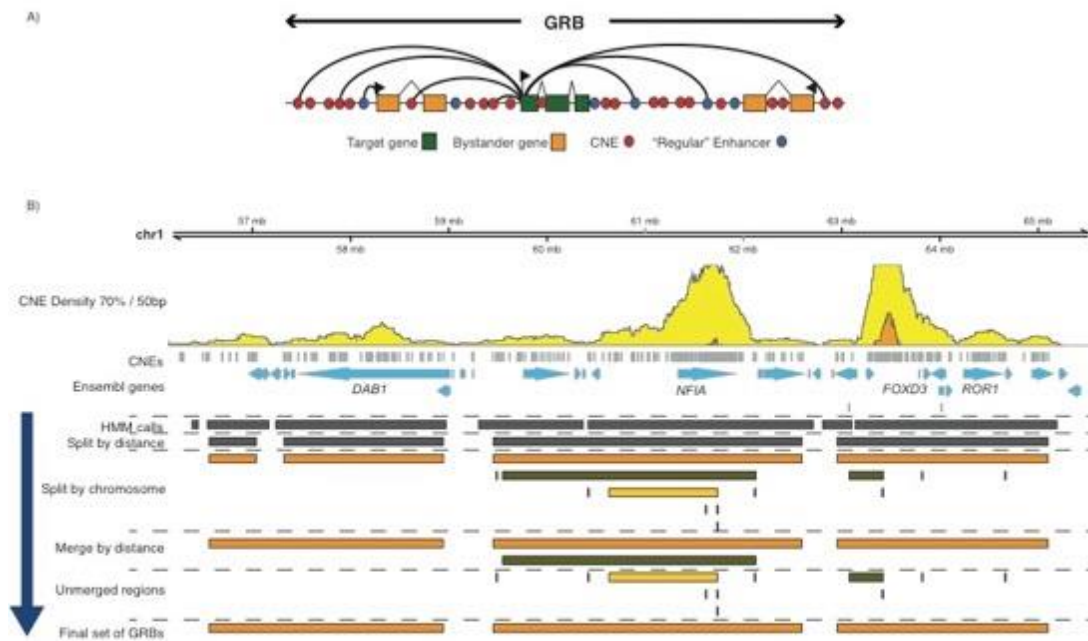 A)
GRB
Target gene Bystander gene CNE "Regular" Enhancer
B)
57 mb 59 mb 61 mb 63 mb 65 mb
chr1
58 mb 60 mb 62 mb 64 mb
CNE Density 70% / 50bp
CNEs
Ensembl genes
DAB1 NFIA FOXD3 ROR1
HMM calls
Split by distance
Split by chromosome
Merge by distance
Unmerged regions
Final set of GRBs